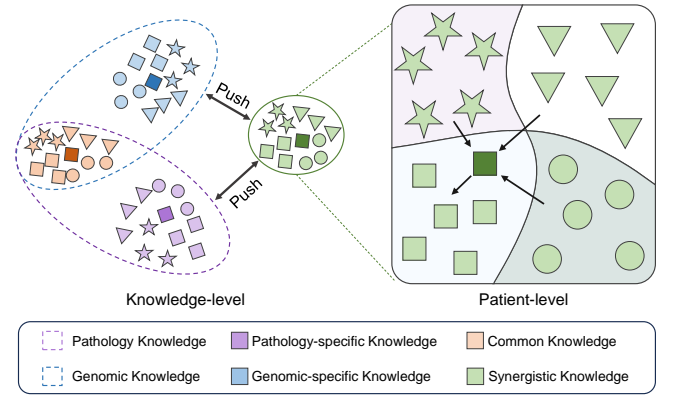 Push
Push
Knowledge-level
Patient-level
Pathology Knowledge
Pathology-specific Knowledge
Common Knowledge
Genomic Knowledge
Genomic-specific Knowledge
Synergistic Knowledge